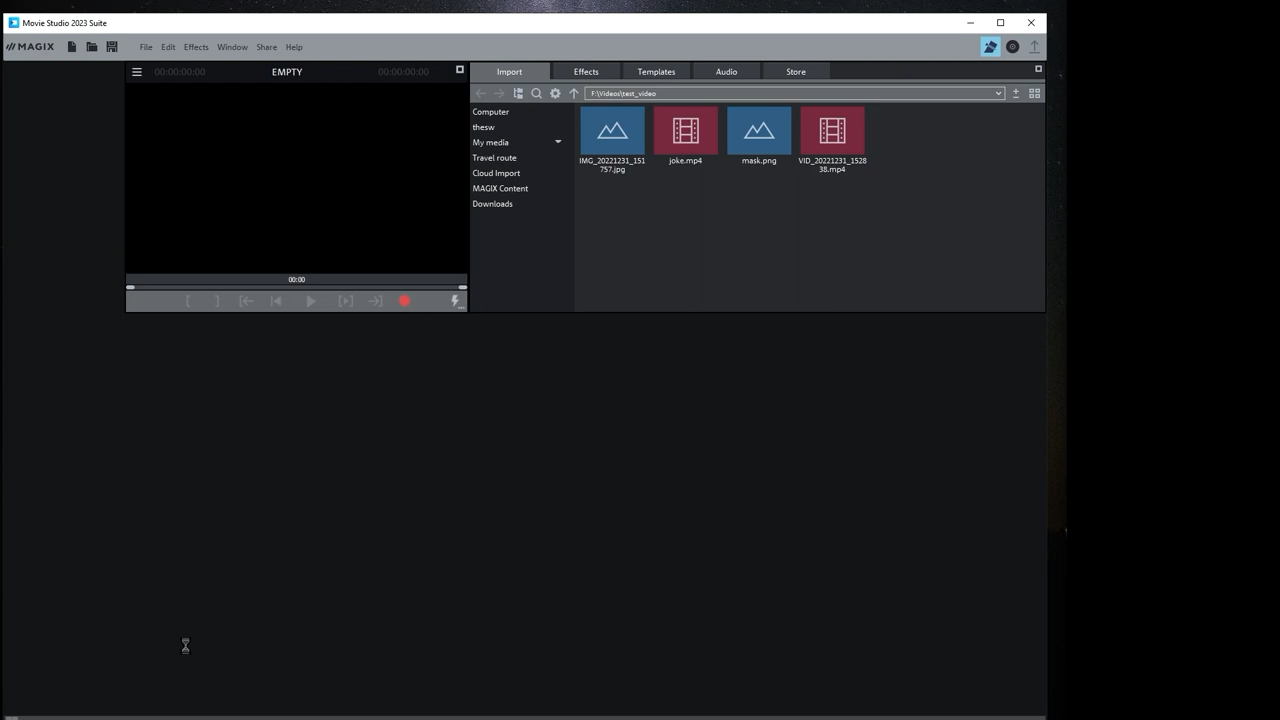 Movie Studio 2023 Suite
MAGIX File Edit Effects Window Share Help
00:00:00:00 EMPTY 00:00:00:00
Import Effects Templates Audio Store
F:\Videos\test_video
Computer
thesw
My media
Travel route
Cloud Import
MAGIX Content
Downloads
IMG_20221231_151
757.jpg
joke.mp4
mask.png
VID_20221231_1528
38.mp4
00:00